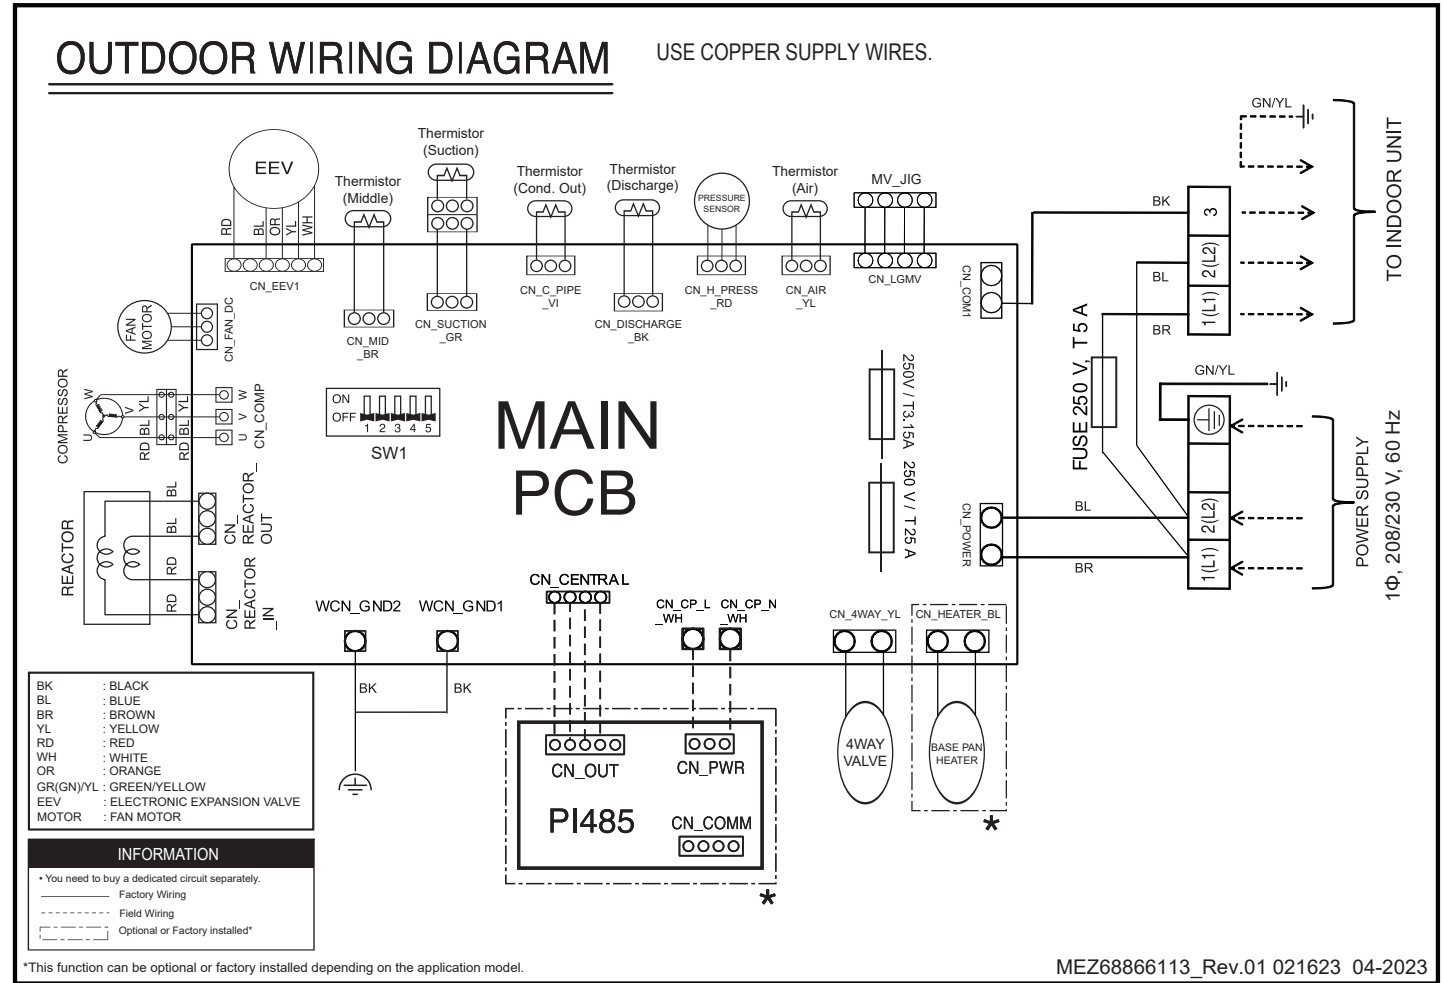 OUTDOOR WIRING DIAGRAM
USE COPPER SUPPLY WIRES.
EEV
RD
BL
OR
YL
WH
CN_EEV1
Thermistor
(Middle)
CN_MID
_BR
Thermistor
(Suction)
CN_SUCTION
_GR
Thermistor
(Cond. Out)
CN_C_PIPE
_VI
Thermistor
(Discharge)
CN_DISCHARGE
_BK
PRESSURE
SENSOR
CN_H_PRESS
_RD
Thermistor
(Air)
CN_AIR
_YL
MV_JIG
CN_LGMV
CN_COM1
BK
BL
BR
3
2(L2)
1(L1)
GN/YL
TO INDOOR UNIT
FUSE 250 V, T 5 A
GN/YL
2(L2)
1(L1)
POWER SUPPLY
1Φ, 208/230 V, 60 Hz
BL
BR
CN_POWER
250V / T3.15A
250 V / T 25 A
FAN
MOTOR
CN_FAN_DC
COMPRESSOR
W
V
U
YL
BL
RD
YL
BL
RD
W
V
U
CN_COMP
ON
OFF
1 2 3 4 5
SW1
MAIN
PCB
REACTOR
BL
BL
RD
RD
CN_
REACTOR_
OUT
CN_
REACTOR
_IN
WCN_GND2
WCN_GND1
BK
BK
CN_CENTRAL
CN_CP_L
_WH
CN_CP_N
_WH
CN_4WAY_YL
CN_HEATER_BL
4WAY
VALVE
BASE PAN
HEATER
*
CN_OUT
CN_PWR
PI485
CN_COMM
*
BK : BLACK
BL : BLUE
BR : BROWN
YL : YELLOW
RD : RED
WH : WHITE
OR : ORANGE
GR(GN)/YL : GREEN/YELLOW
EEV : ELECTRONIC EXPANSION VALVE
MOTOR : FAN MOTOR
INFORMATION
• You need to buy a dedicated circuit separately.
Factory Wiring
Field Wiring
Optional or Factory installed*
*This function can be optional or factory installed depending on the application model.
MEZ68866113_Rev.01 021623 04-2023